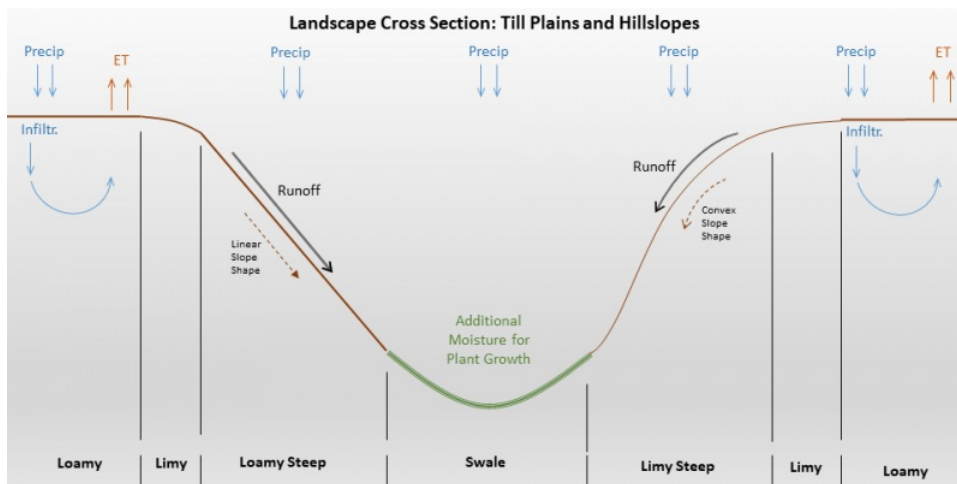 Landscape Cross Section: Till Plains and Hillslopes
Precip
ET
Precip
Precip
Precip
Precip
ET
Infiltr.
Infiltr.
Runoff
Runoff
Linear
Slope
Shape
Convex
Slope
Shape
Additional
Moisture for
Plant Growth
Loamy
Limy
Loamy Steep
Swale
Limy Steep
Limy
Loamy